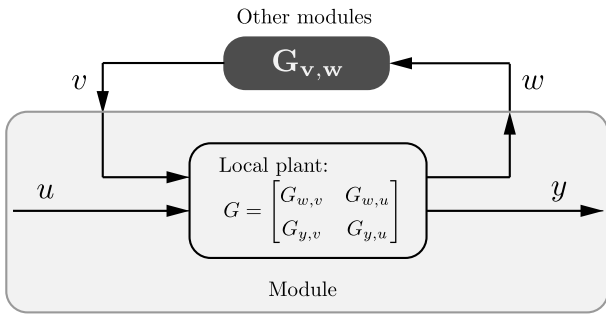 Other modules
G_{v,w}
v
w
Local plant:
u
G = [G_{w,v} G_{w,u}
G_{y,v} G_{y,u}]
y
Module